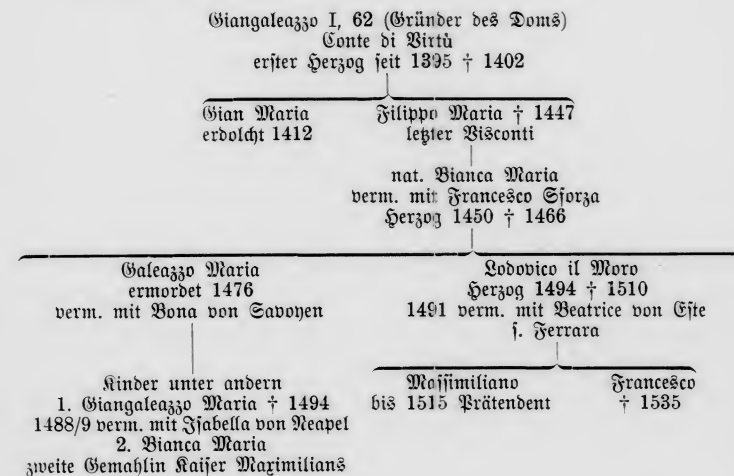 Giangaleazzo I, 62 (Gründer des Doms)
Conte di Virtù
erster Herzog seit 1395 † 1402
Gian Maria
erdolcht 1412
Filippo Maria † 1447
letzter Visconti
nat. Bianca Maria
verm. mit Francesco Sforza
Herzog 1450 † 1466
Galeazzo Maria
ermordet 1476
verm. mit Bona von Savoyen
Lodovico il Moro
Herzog 1494 † 1510
1491 verm. mit Beatrice von Este
s. Ferrara
Kinder unter andern
1. Giangaleazzo Maria † 1494
1488/9 verm. mit Isabella von Neapel
2. Bianca Maria
zweite Gemahlin Kaiser Maximilians
Massimiliano
bis 1515 Prätendent
Francesco
† 1535